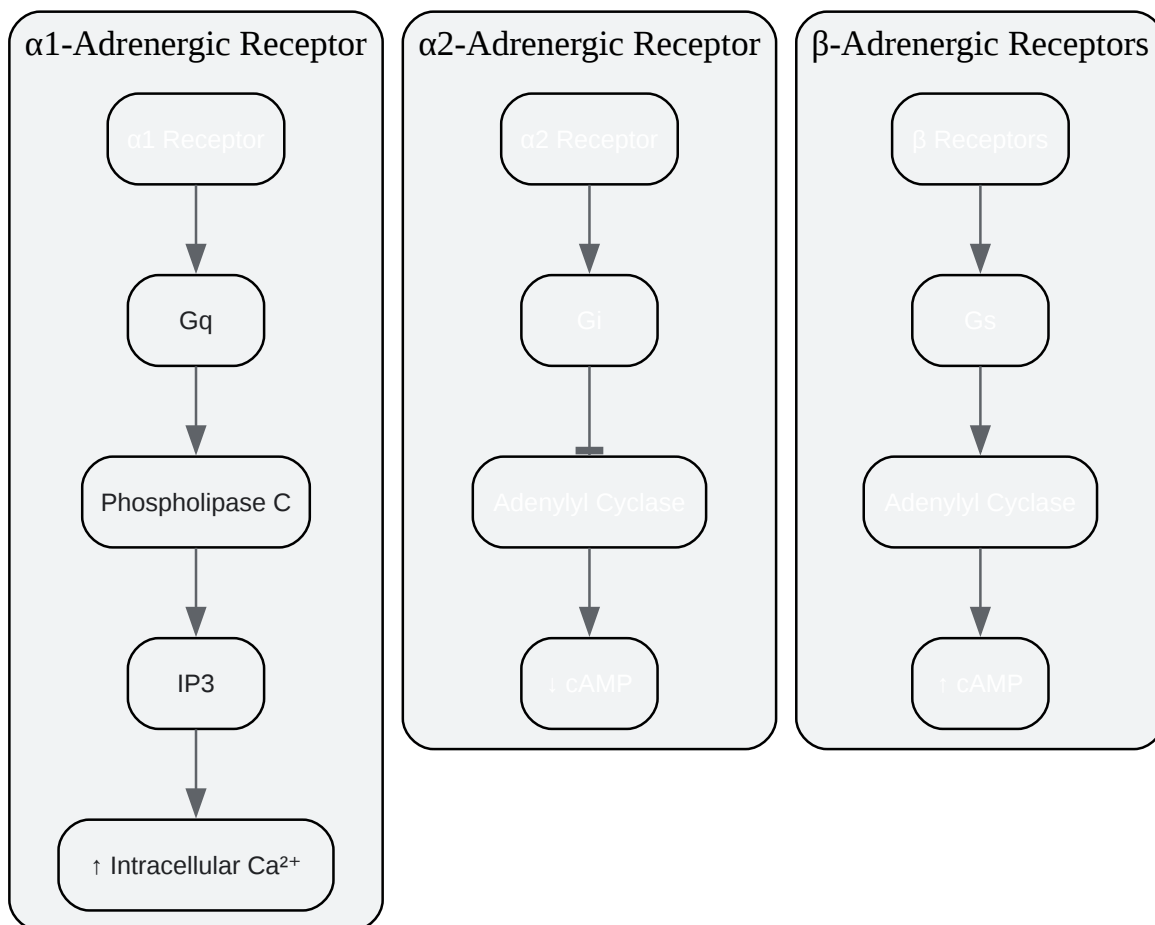 α1-Adrenergic Receptor
α1 Receptor
Gq
Phospholipase C
IP3
↑ Intracellular Ca²⁺
α2-Adrenergic Receptor
α2 Receptor
Gi
Adenylyl Cyclase
↓ cAMP
β-Adrenergic Receptors
β Receptors
Gs
Adenylyl Cyclase
↑ cAMP